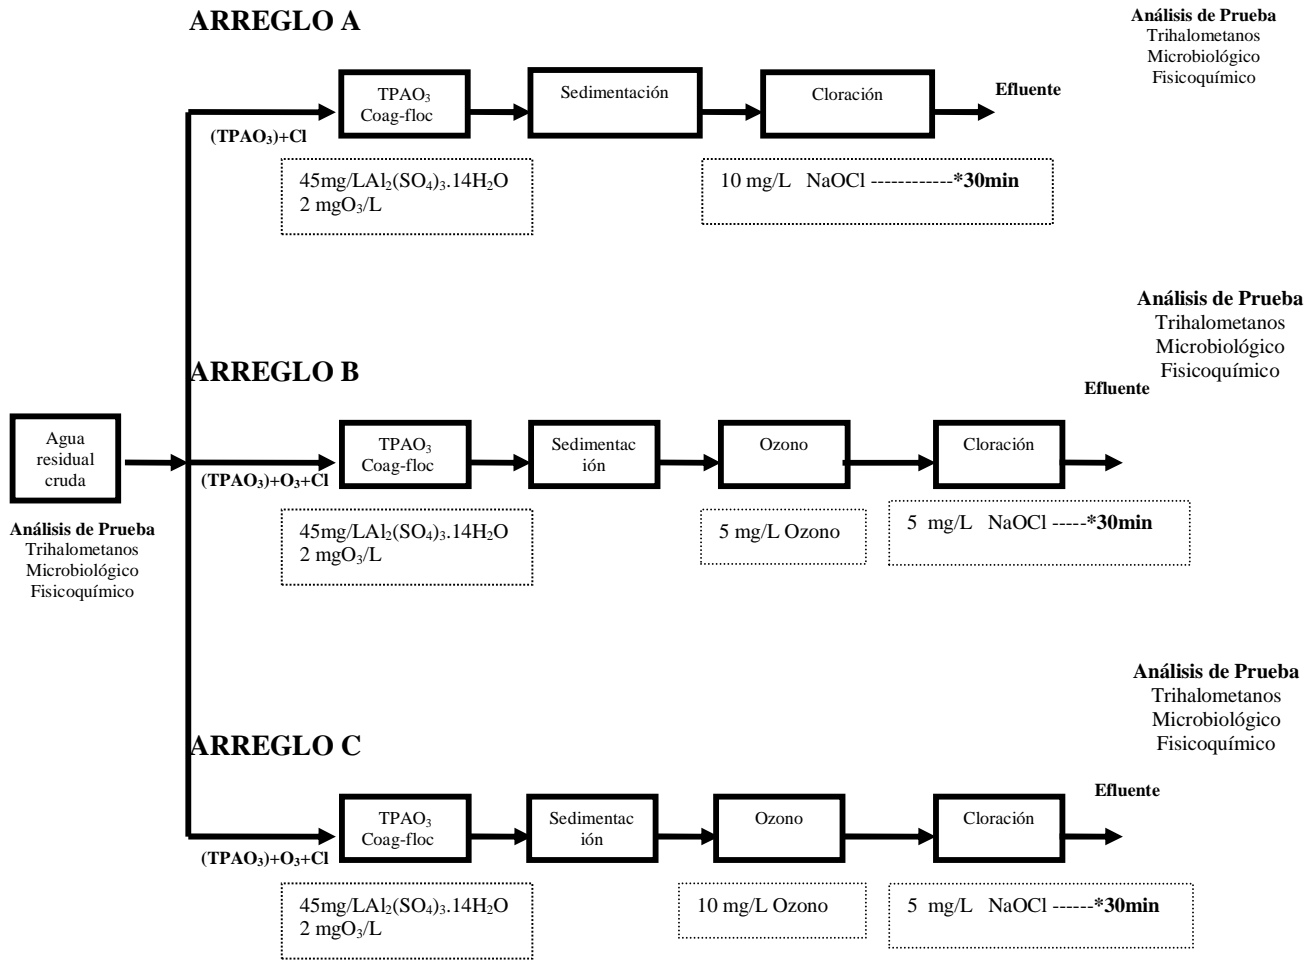 ARREGLO A
Análisis de Prueba
Trihalometanos
Microbiológico
Fisicoquímico
TPAO₃
Coag-floc
Sedimentación
Cloración
Efluente
(TPAO₃)+Cl
45mg/LAl₂(SO₄)₃.14H₂O
2 mgO₃/L
10 mg/L NaOCl ------------*30min
ARREGLO B
Análisis de Prueba
Trihalometanos
Microbiológico
Fisicoquímico
Efluente
Agua
residual
cruda
TPAO₃
Coag-floc
Sedimentac
ión
Ozono
Cloración
(TPAO₃)+O₃+Cl
Análisis de Prueba
Trihalometanos
Microbiológico
Fisicoquímico
45mg/LAl₂(SO₄)₃.14H₂O
2 mgO₃/L
5 mg/L Ozono
5 mg/L NaOCl -----*30min
ARREGLO C
Análisis de Prueba
Trihalometanos
Microbiológico
Fisicoquímico
Efluente
TPAO₃
Coag-floc
Sedimentac
ión
Ozono
Cloración
(TPAO₃)+O₃+Cl
45mg/LAl₂(SO₄)₃.14H₂O
2 mgO₃/L
10 mg/L Ozono
5 mg/L NaOCl ------*30min